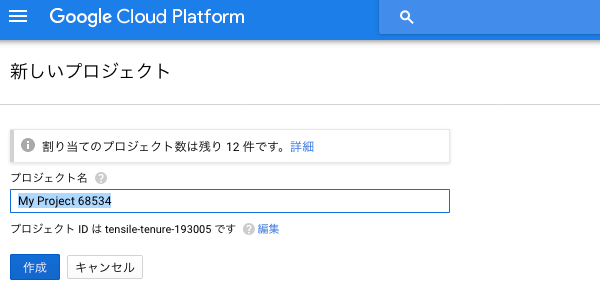 Google Cloud Platform
新しいプロジェクト
割り当てのプロジェクト数は残り 12 件です。詳細
プロジェクト名
My Project 68534
プロジェクト ID は tensile-tenure-193005 です 編集
作成 キャンセル